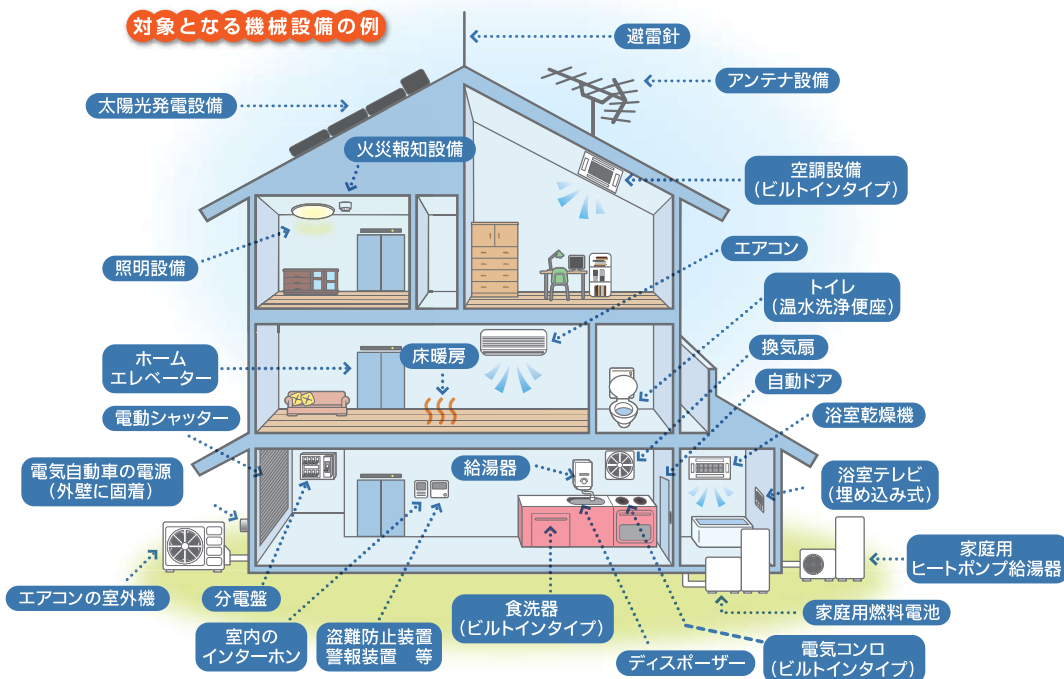 対象となる機械設備の例
避雷針
アンテナ設備
太陽光発電設備
火災報知設備
空調設備
(ビルトインタイプ)
エアコン
照明設備
トイレ
(温水洗浄便座)
換気扇
ホーム
エレベーター
床暖房
自動ドア
電動シャッター
浴室乾燥機
電気自動車の電源
(外壁に固着)
給湯器
浴室テレビ
(埋め込み式)
家庭用
ヒートポンプ給湯器
エアコンの室外機
分電盤
食洗器
(ビルトインタイプ)
家庭用燃料電池
室内の
インターホン
盗難防止装置
警報装置 等
ディスポーザー
電気コンロ
(ビルトインタイプ)